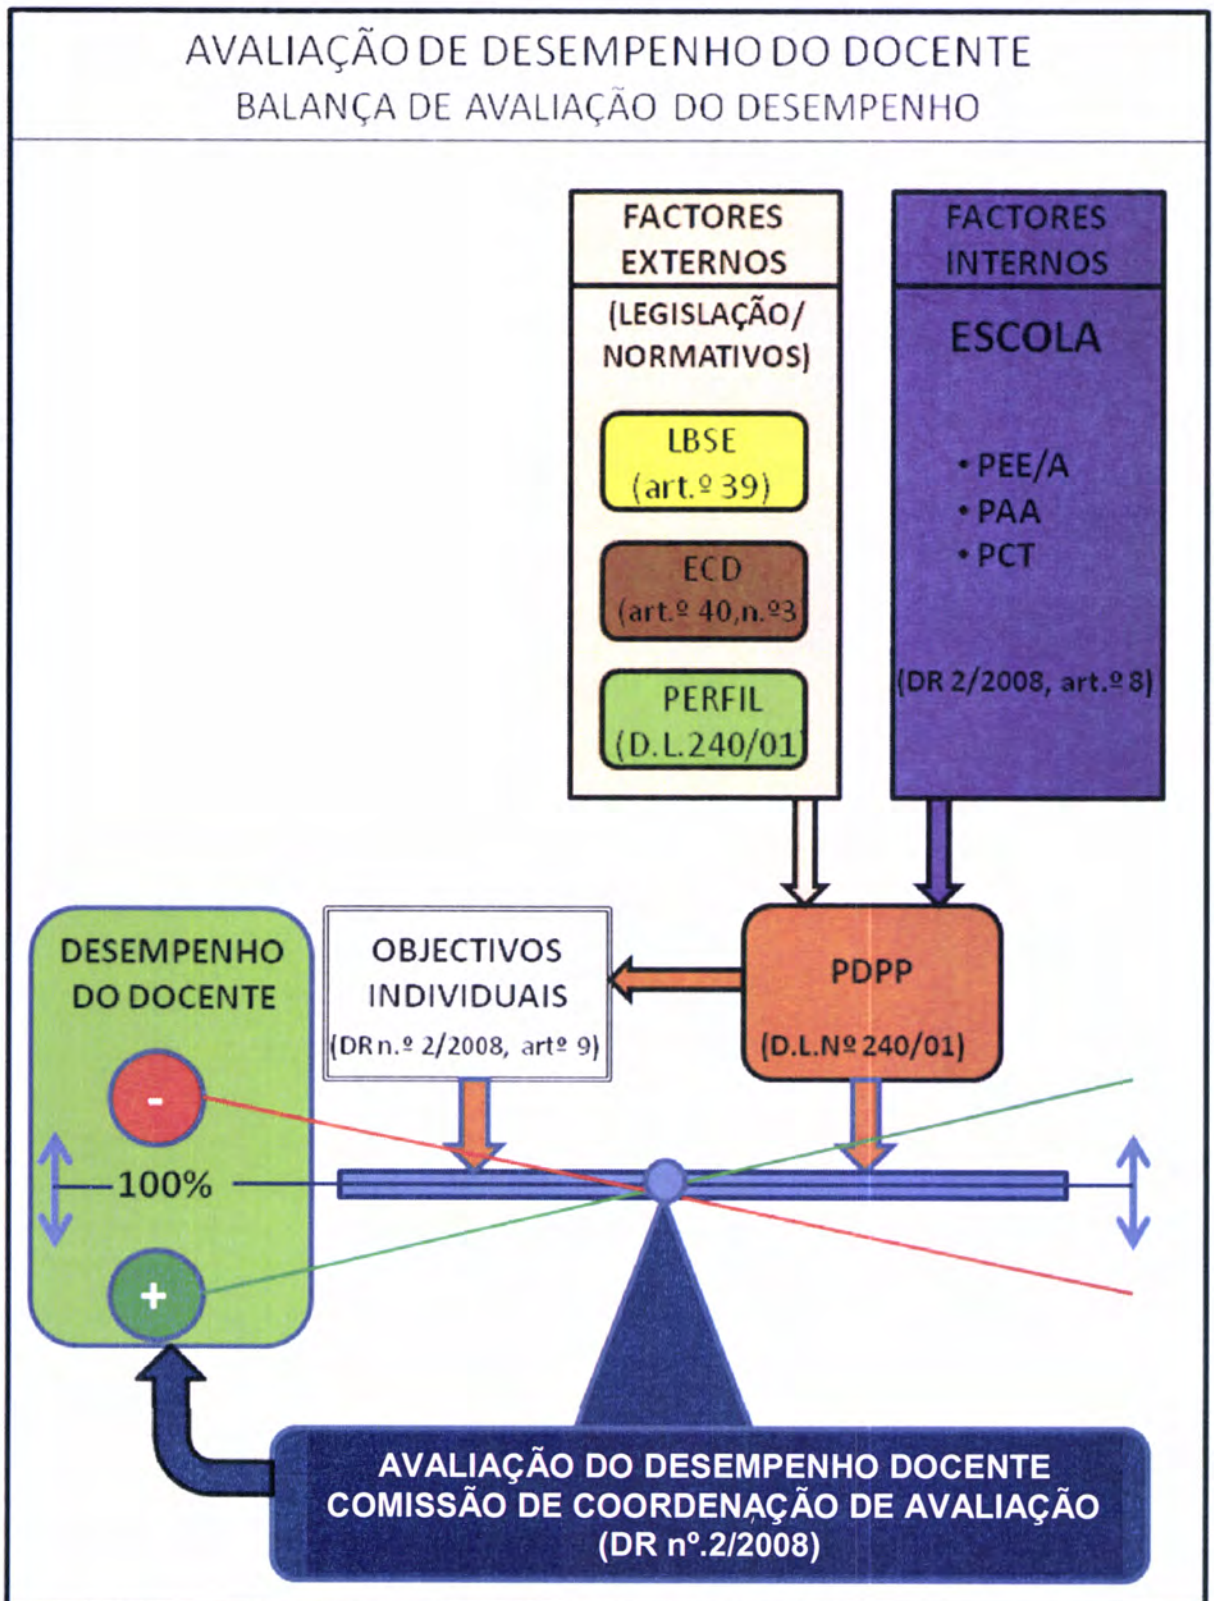 AVALIAÇÃO DE DESEMPENHO DO DOCENTE
BALANÇA DE AVALIAÇÃO DO DESEMPENHO
FACTORES
EXTERNOS
(LEGISLAÇÃO/
NORMATIVOS)
LBSE
(art.º 39)
ECD
(art.º 40,n.º3
PERFIL
(D.L.240/01
FACTORES
INTERNOS
ESCOLA
• PEE/A
• PAA
• PCT
(DR 2/2008, art.º 8)
DESEMPENHO
DO DOCENTE
-
100%
+
OBJECTIVOS
INDIVIDUAIS
(DR n.º 2/2008, artº 9)
PDPP
(D.L.Nº 240/01)
AVALIAÇÃO DO DESEMPENHO DOCENTE
COMISSÃO DE COORDENAÇÃO DE AVALIAÇÃO
(DR nº.2/2008)